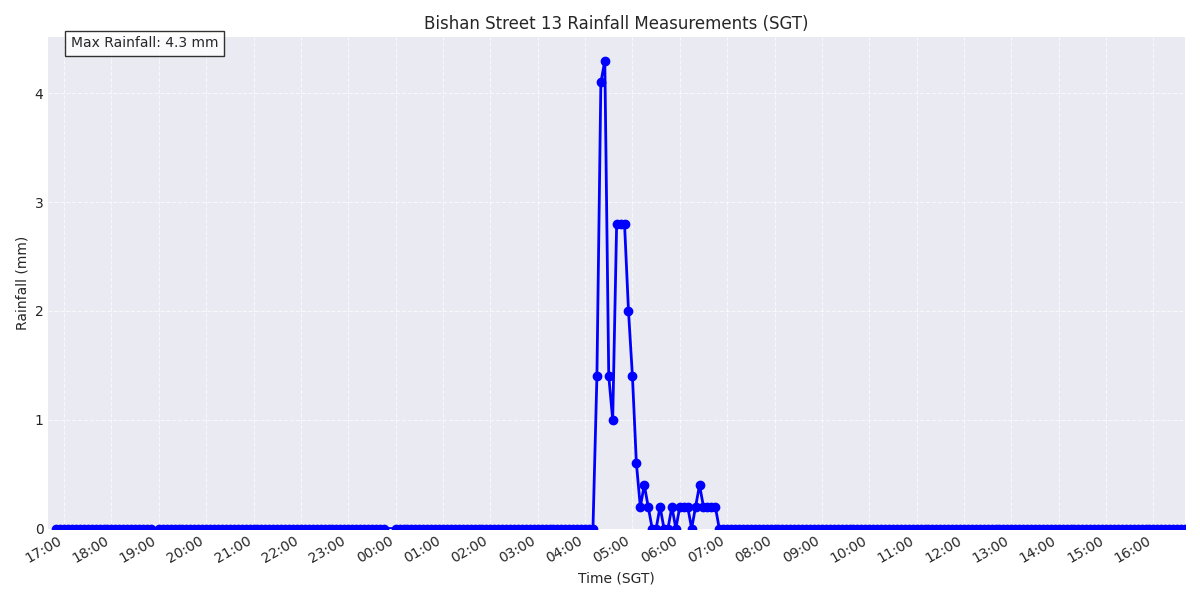 Bishan Street 13 Rainfall Measurements (SGT)
Max Rainfall: 4.3 mm
Rainfall (mm)
4
3
2
1
0
17:00 18:00 19:00 20:00 21:00 22:00 23:00 00:00 01:00 02:00 03:00 04:00 05:00 06:00 07:00 08:00 09:00 10:00 11:00 12:00 13:00 14:00 15:00 16:00
Time (SGT)